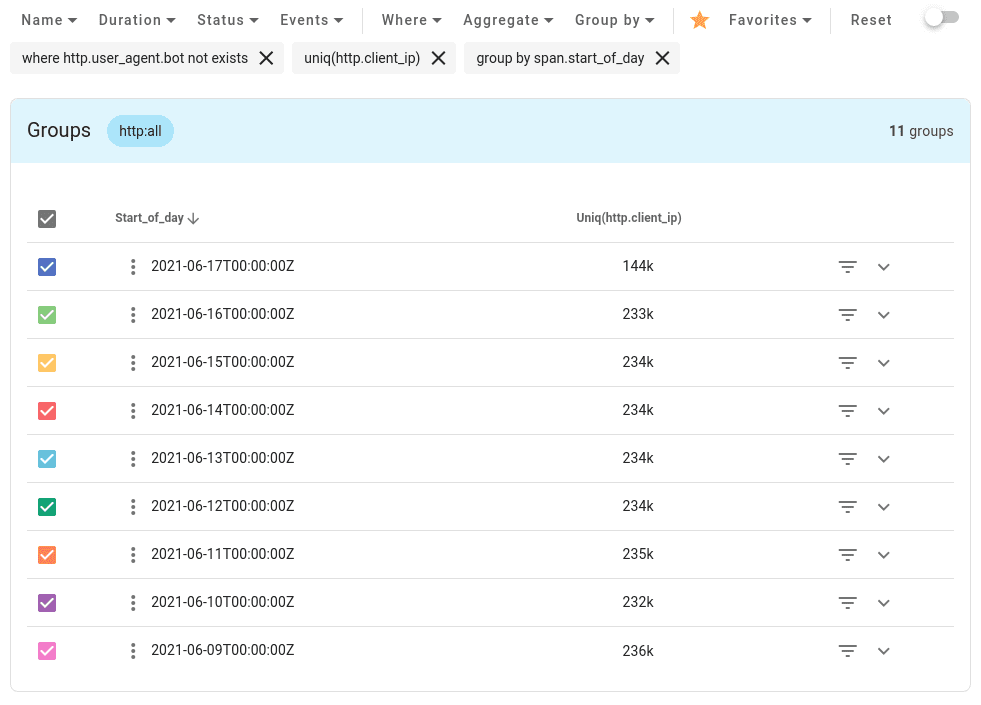 Name Duration Status Events Where Aggregate Group by Favorites Reset
where http.user_agent.bot not exists uniq(http.client_ip) group by span.start_of_day
Groups http:all 11 groups
Start_of_day Uniq(http.client_ip)
2021-06-17T00:00:00Z 144k
2021-06-16T00:00:00Z 233k
2021-06-15T00:00:00Z 234k
2021-06-14T00:00:00Z 234k
2021-06-13T00:00:00Z 234k
2021-06-12T00:00:00Z 234k
2021-06-11T00:00:00Z 235k
2021-06-10T00:00:00Z 232k
2021-06-09T00:00:00Z 236k